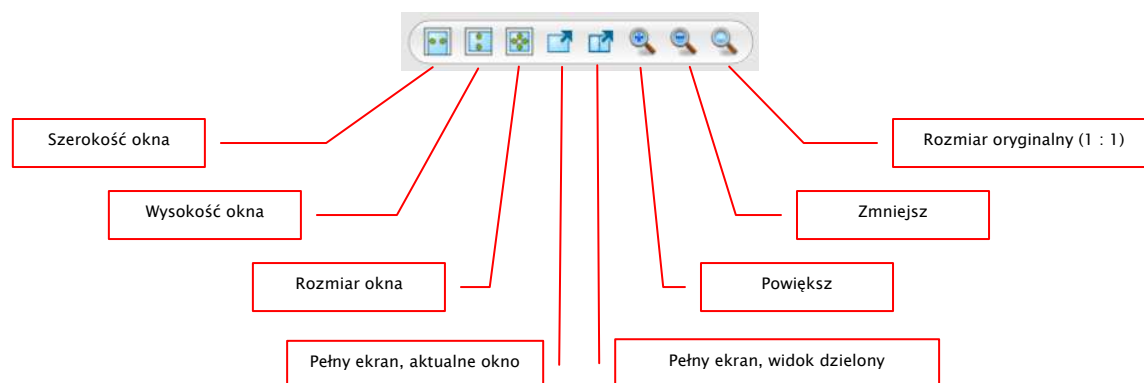 Szerokość okna
Rozmiar oryginalny (1 : 1)
Wysokość okna
Zmniejsz
Rozmiar okna
Powiększ
Pełny ekran, aktualne okno
Pełny ekran, widok dzielony